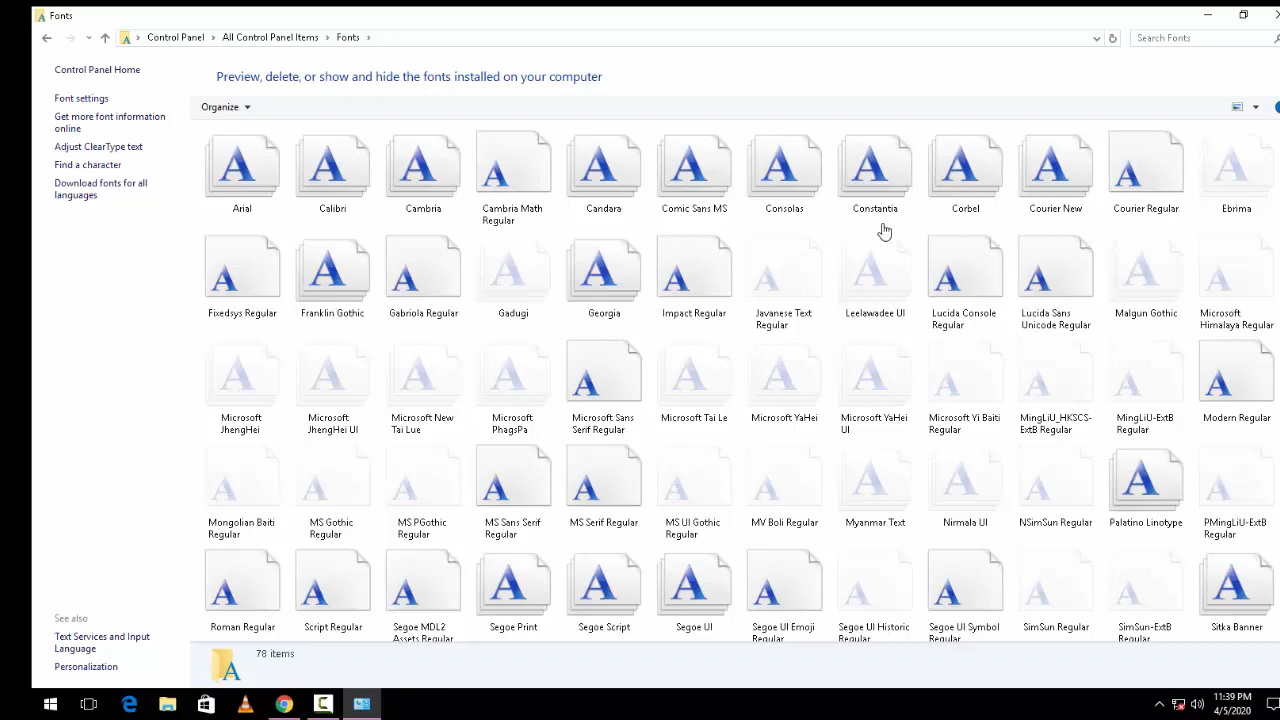 Fonts
Control Panel > All Control Panel Items > Fonts >
Search Fonts
Control Panel Home
Font settings
Get more font information
online
Adjust ClearType text
Find a character
Download fonts for all
languages
Preview, delete, or show and hide the fonts installed on your computer
Organize
Arial
Calibri
Cambria
Cambria Math
Regular
Candara
Comic Sans MS
Consolas
Constantia
Corbel
Courier New
Courier Regular
Ebrima
Fixedsys Regular
Franklin Gothic
Gabriola Regular
Gadugi
Georgia
Impact Regular
Javanese Text
Regular
Leelawadee UI
Lucida Console
Regular
Lucida Sans
Unicode Regular
Malgun Gothic
Microsoft
Himalaya Regular
Microsoft
JhengHei
Microsoft
JhengHei UI
Microsoft New
Tai Lue
Microsoft
PhagsPa
Microsoft Sans
Serif Regular
Microsoft Tai Le
Microsoft YaHei
Microsoft YaHei
UI
Microsoft Yi Baiti
Regular
MingLiU_HKSCS-
ExtB Regular
MingLiU-ExtB
Regular
Modern Regular
Mongolian Baiti
Regular
MS Gothic
Regular
MS PGothic
Regular
MS Sans Serif
Regular
MS Serif Regular
MS UI Gothic
Regular
MV Boli Regular
Myanmar Text
Nirmala UI
NSimSun Regular
Palatino Linotype
PMingLiU-ExtB
Regular
Roman Regular
Script Regular
Segoe MDL2
Assets Regular
Segoe Print
Segoe Script
Segoe UI
Segoe UI Emoji
Regular
Segoe UI Historic
Regular
Segoe UI Symbol
Regular
SimSun Regular
SimSun-ExtB
Regular
Sitka Banner
See also
Text Services and Input
Language
Personalization
78 items
11:39 PM
4/5/2020